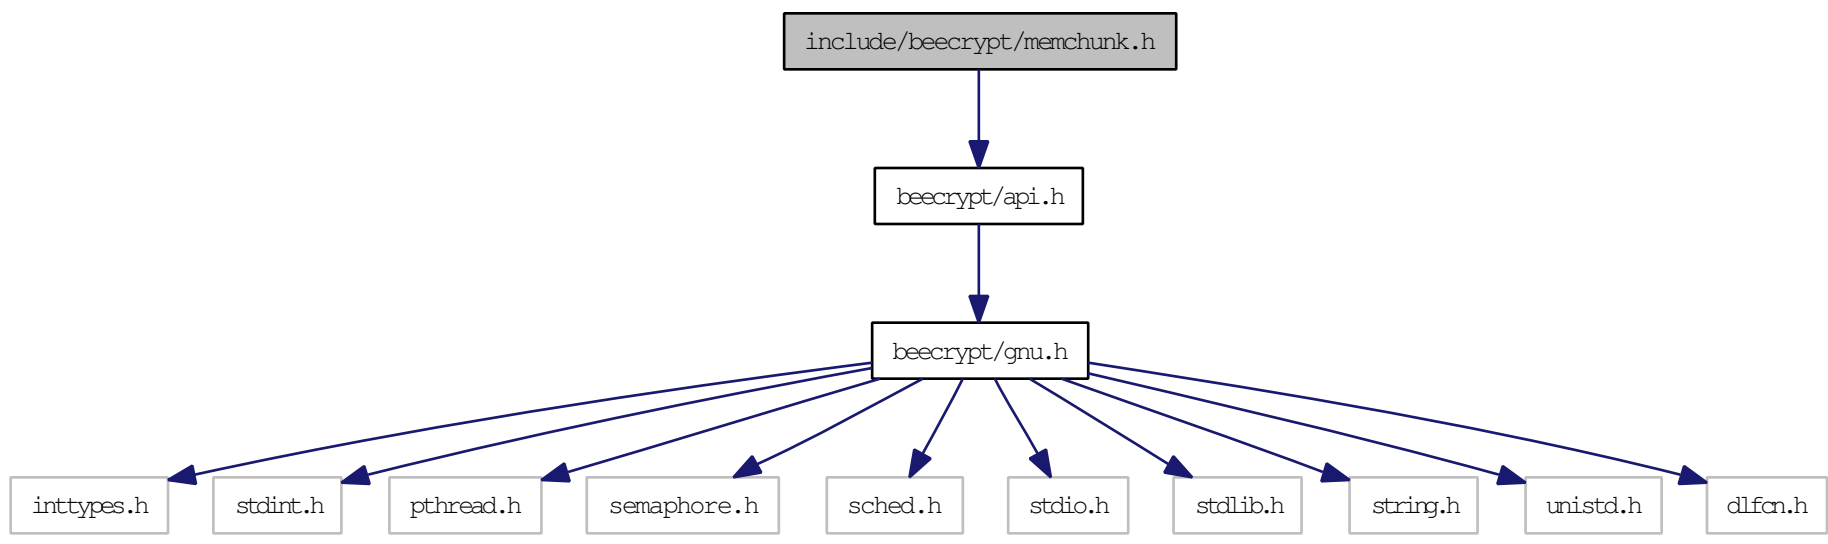 include/beecrypt/memchunk.h
beecrypt/api.h
beecrypt/gnu.h
inttypes.h
stdint.h
pthread.h
semaphore.h
sched.h
stdio.h
stdlib.h
string.h
unistd.h
dlfcn.h